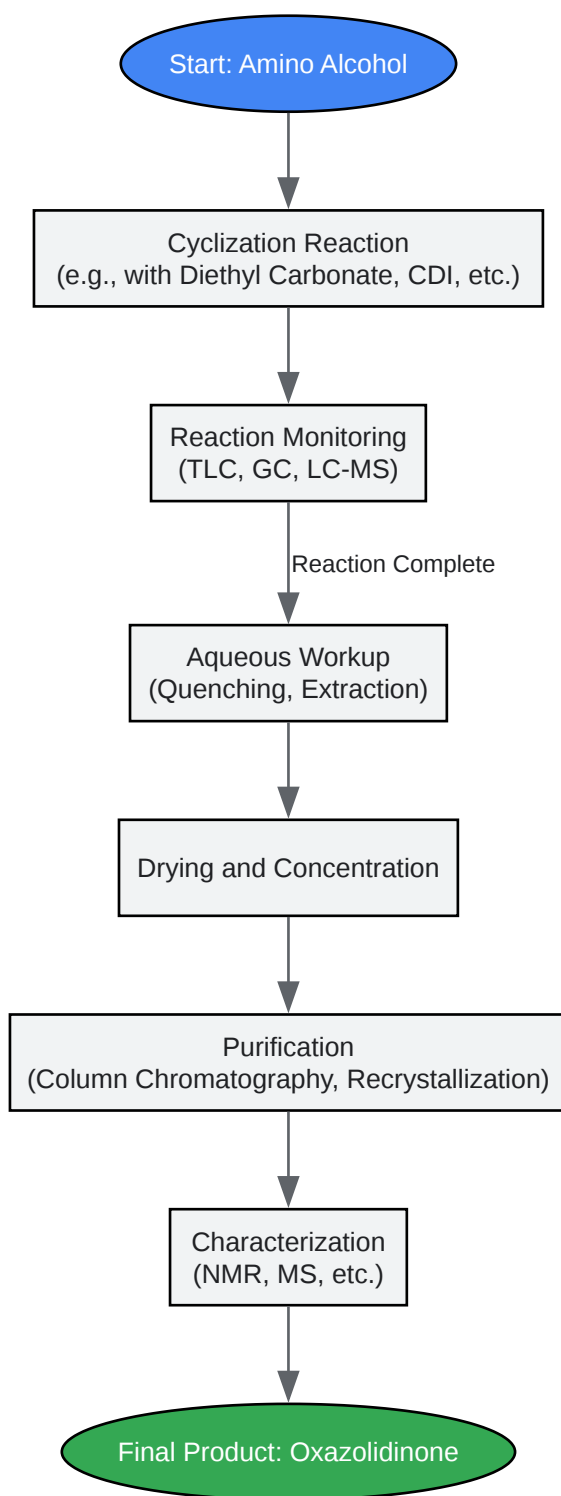 Start: Amino Alcohol
Cyclization Reaction
(e.g., with Diethyl Carbonate, CDI, etc.)
Reaction Monitoring
(TLC, GC, LC-MS)
Reaction Complete
Aqueous Workup
(Quenching, Extraction)
Drying and Concentration
Purification
(Column Chromatography, Recrystallization)
Characterization
(NMR, MS, etc.)
Final Product: Oxazolidinone